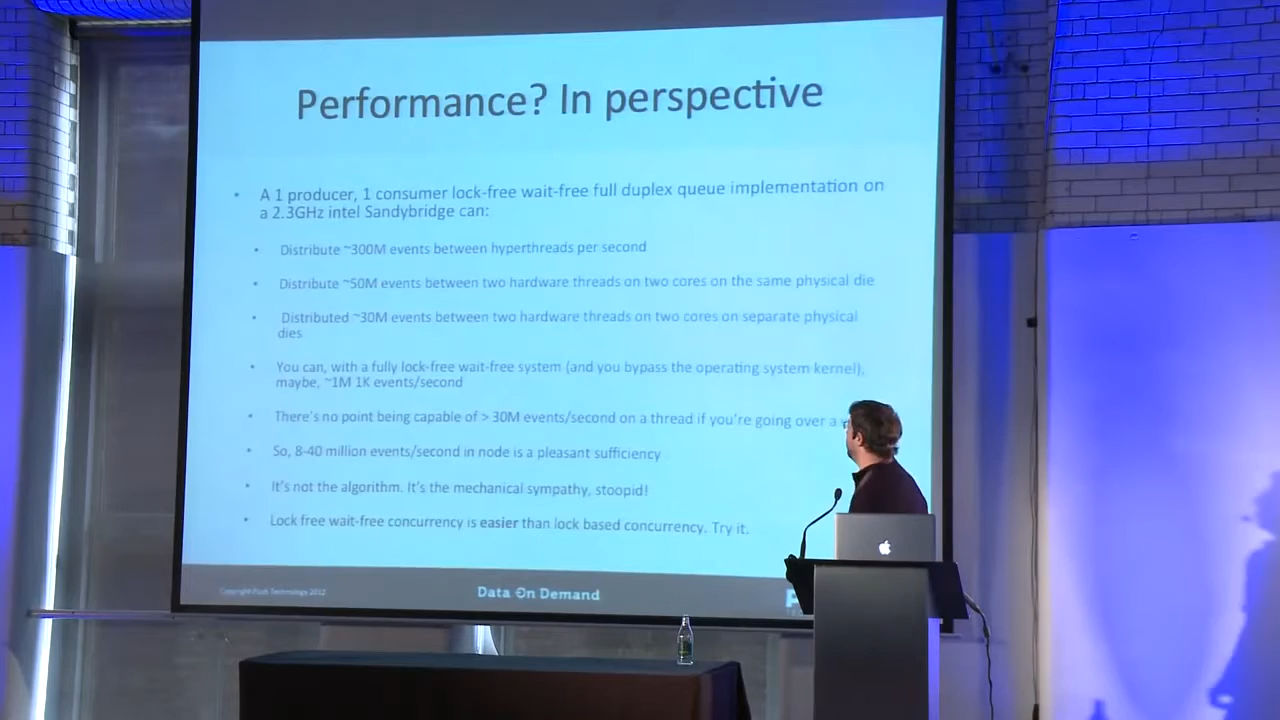 Performance? In perspective
• A 1 producer, 1 consumer lock-free wait-free full duplex queue implementation on
a 2.3GHz intel Sandybridge can:
• Distribute ~300M events between hyperthreads per second
• Distribute ~50M events between two hardware threads on two cores on the same physical die
• Distributed ~30M events between two hardware threads on two cores on separate physical
dies
• You can, with a fully lock-free wait-free system (and you bypass the operating system kernel),
maybe, ~1M 1K events/second
• There's no point being capable of > 30M events/second on a thread if you're going over a
• So, 8-40 million events/second in node is a pleasant sufficiency
• It's not the algorithm. It's the mechanical sympathy, stoopid!
• Lock free wait-free concurrency is easier than lock based concurrency. Try it.
Copyright Push Technology 2012
Data On Demand